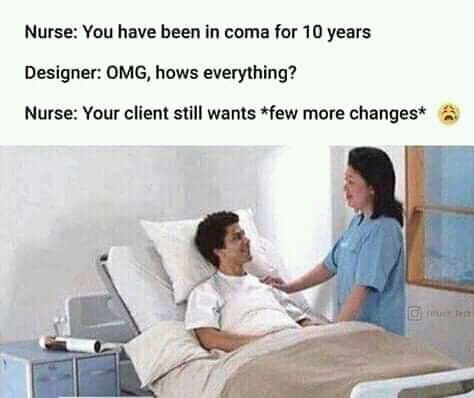 Nurse: You have been in coma for 10 years
Designer: OMG, hows everything?
Nurse: Your client still wants *few more changes* 😩